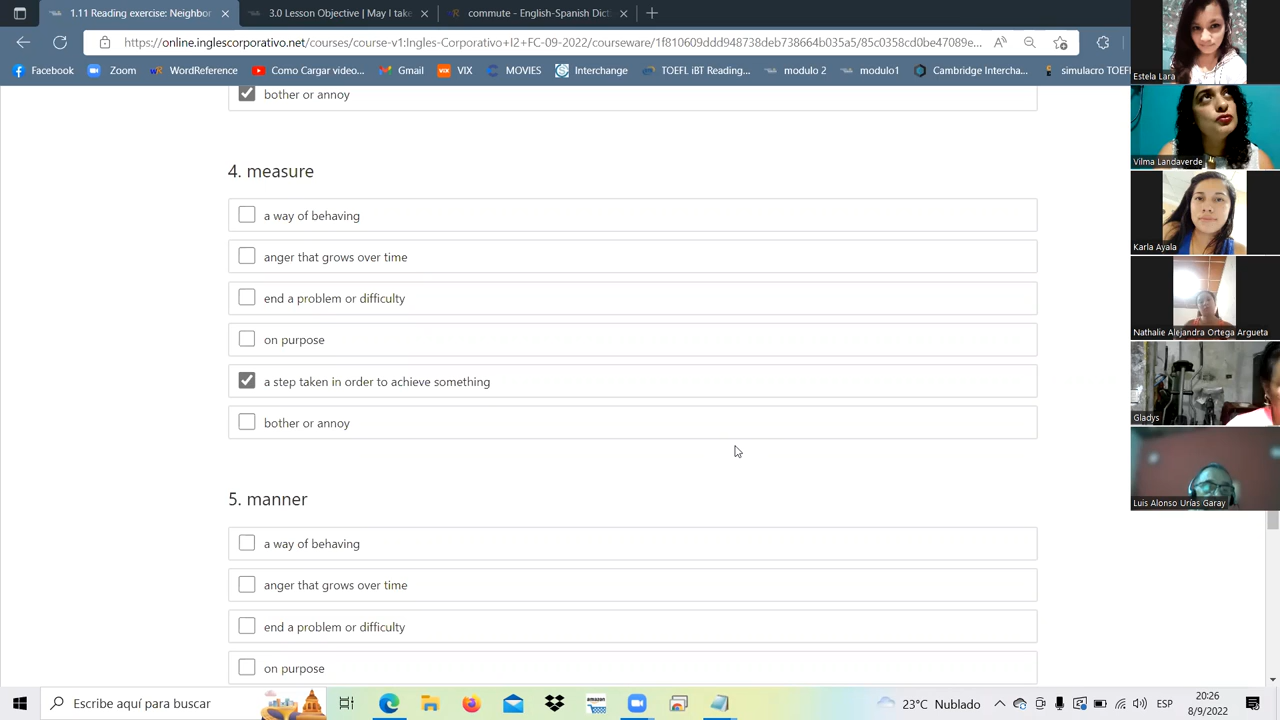 1.11 Reading exercise: Neighbor
3.0 Lesson Objective | May I take
commute - English-Spanish Dict
https://online.inglescorporativo.net/courses/course-v1:Ingles-Corporativo+I2+FC-09-2022/courseware/1f810609ddd948738deb738664b035a5/85c0358cd0be47089e...
Facebook
Zoom
WordReference
Como Cargar video...
Gmail
VIX
MOVIES
Interchange
TOEFL iBT Reading...
modulo 2
modulo
Cambridge Intercha...
simulacro TOEFL
bother or annoy
4. measure
a way of behaving
anger that grows over time
end a problem or difficulty
on purpose
a step taken in order to achieve something
bother or annoy
5. manner
a way of behaving
anger that grows over time
end a problem or difficulty
on purpose
Estela Lara
Vilma Landaverde
Karla Ayala
Nathalie Alejandra Ortega Argueta
Gladys
Luis Alonso Urías Garay
Escribe aquí para buscar
23°C Nublado
ESP
20:26
8/9/2022